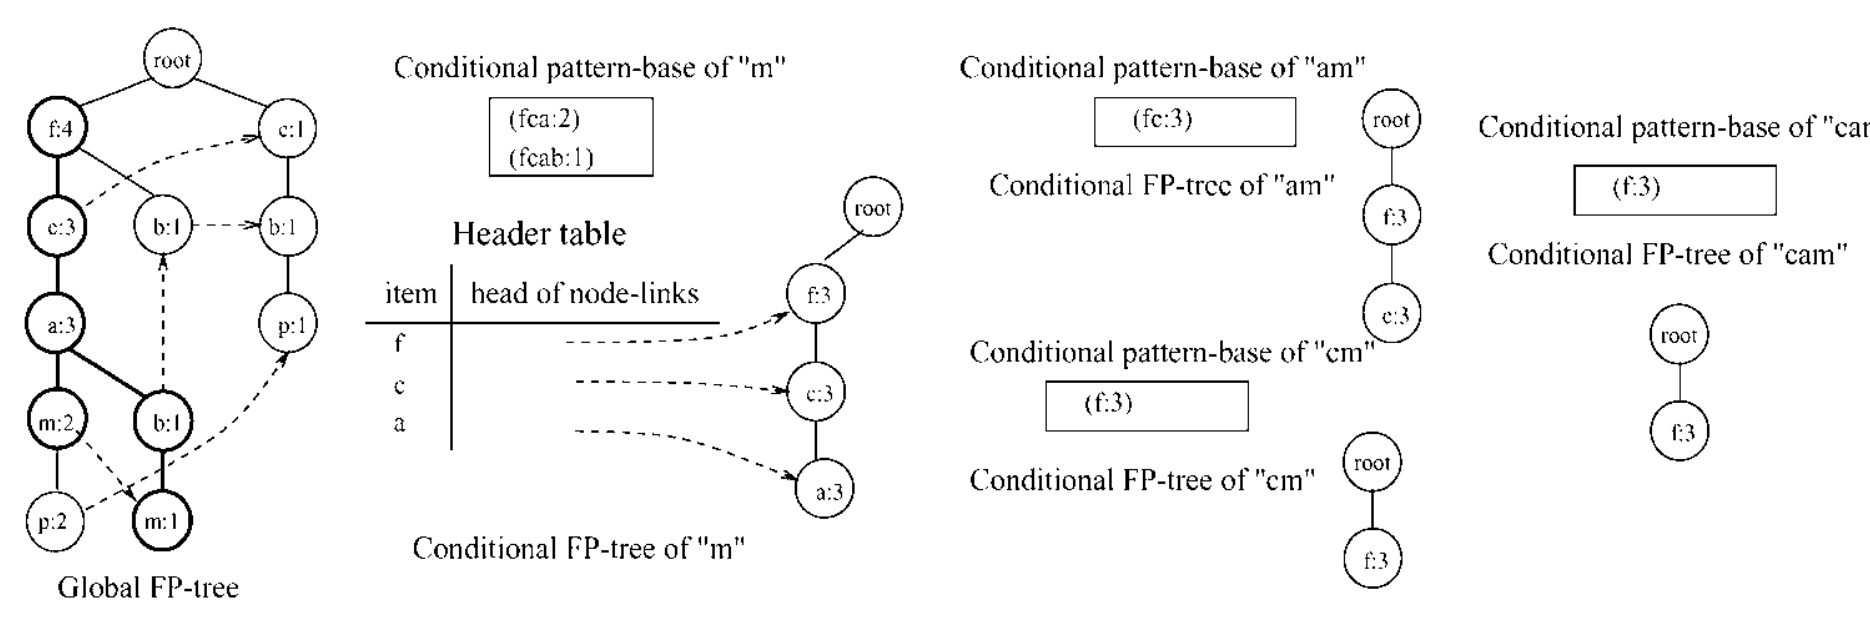 root
f:4
c:1
c:3
b:1
b:1
a:3
p:1
m:2
b:1
p:2
m:1
Global FP-tree
Conditional pattern-base of "m"
(fca:2)
(fcab:1)
Header table
item head of node-links
f
c
a
root
f:3
c:3
a:3
Conditional FP-tree of "m"
Conditional pattern-base of "am"
(fc:3)
Conditional FP-tree of "am"
root
f:3
c:3
Conditional pattern-base of "cm"
(f:3)
Conditional FP-tree of "cm"
root
f:3
Conditional pattern-base of "car
(f:3)
Conditional FP-tree of "cam"
root
f:3